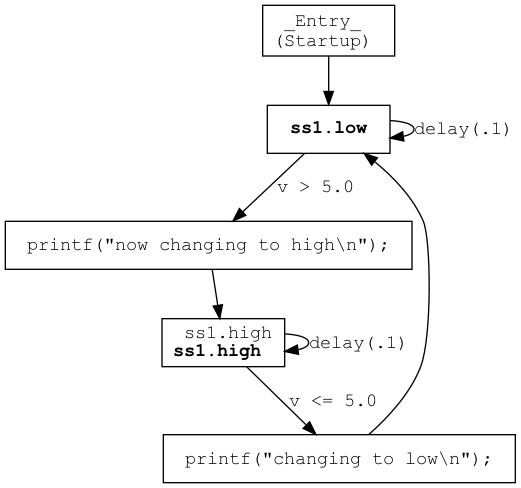 _Entry_
(Startup)
ss1.low
delay(.1)
v > 5.0
printf("now changing to high\n");
ss1.high
ss1.high
delay(.1)
v <= 5.0
printf("changing to low\n");